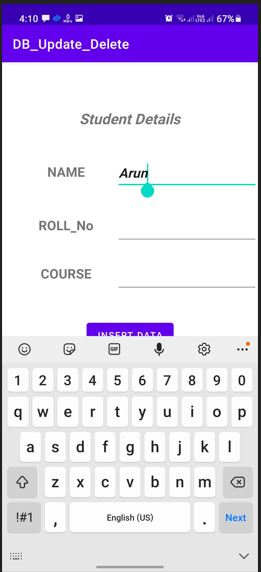 4:10 67%
DB_Update_Delete
Student Details
NAME Arun
ROLL_No
COURSE
INSERT DATA
GIF
1 2 3 4 5 6 7 8 9 0
q w e r t y u i o p
a s d f g h j k l
z x c v b n m
!#1 , English (US) . Next